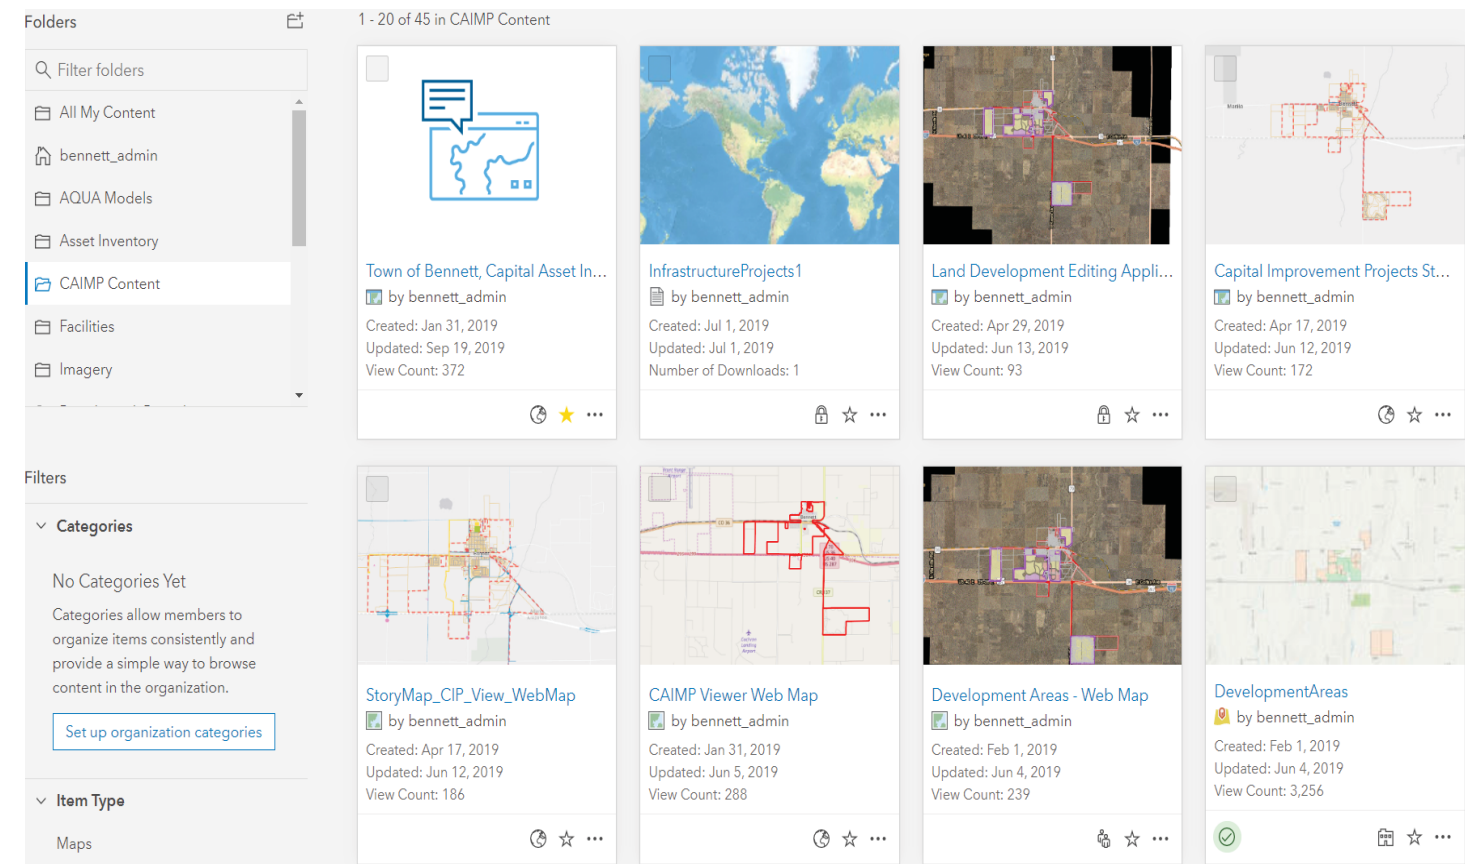 Folders
1 - 20 of 45 in CAIMP Content
Filter folders
All My Content
bennett_admin
AQUA Models
Asset Inventory
CAIMP Content
Facilities
Imagery
Filters
Categories
No Categories Yet
Categories allow members to
organize items consistently and
provide a simple way to browse
content in the organization.
Set up organization categories
Item Type
Maps
Town of Bennett, Capital Asset In...
by bennett_admin
Created: Jan 31, 2019
Updated: Sep 19, 2019
View Count: 372
InfrastructureProjects1
by bennett_admin
Created: Jul 1, 2019
Updated: Jul 1, 2019
Number of Downloads: 1
Land Development Editing Appli...
by bennett_admin
Created: Apr 29, 2019
Updated: Jun 13, 2019
View Count: 93
Capital Improvement Projects St...
by bennett_admin
Created: Apr 17, 2019
Updated: Jun 12, 2019
View Count: 172
StoryMap_CIP_View_WebMap
by bennett_admin
Created: Apr 17, 2019
Updated: Jun 12, 2019
View Count: 186
CAIMP Viewer Web Map
by bennett_admin
Created: Jan 31, 2019
Updated: Jun 5, 2019
View Count: 288
Development Areas - Web Map
by bennett_admin
Created: Feb 1, 2019
Updated: Jun 4, 2019
View Count: 239
DevelopmentAreas
by bennett_admin
Created: Feb 1, 2019
Updated: Jun 4, 2019
View Count: 3,256